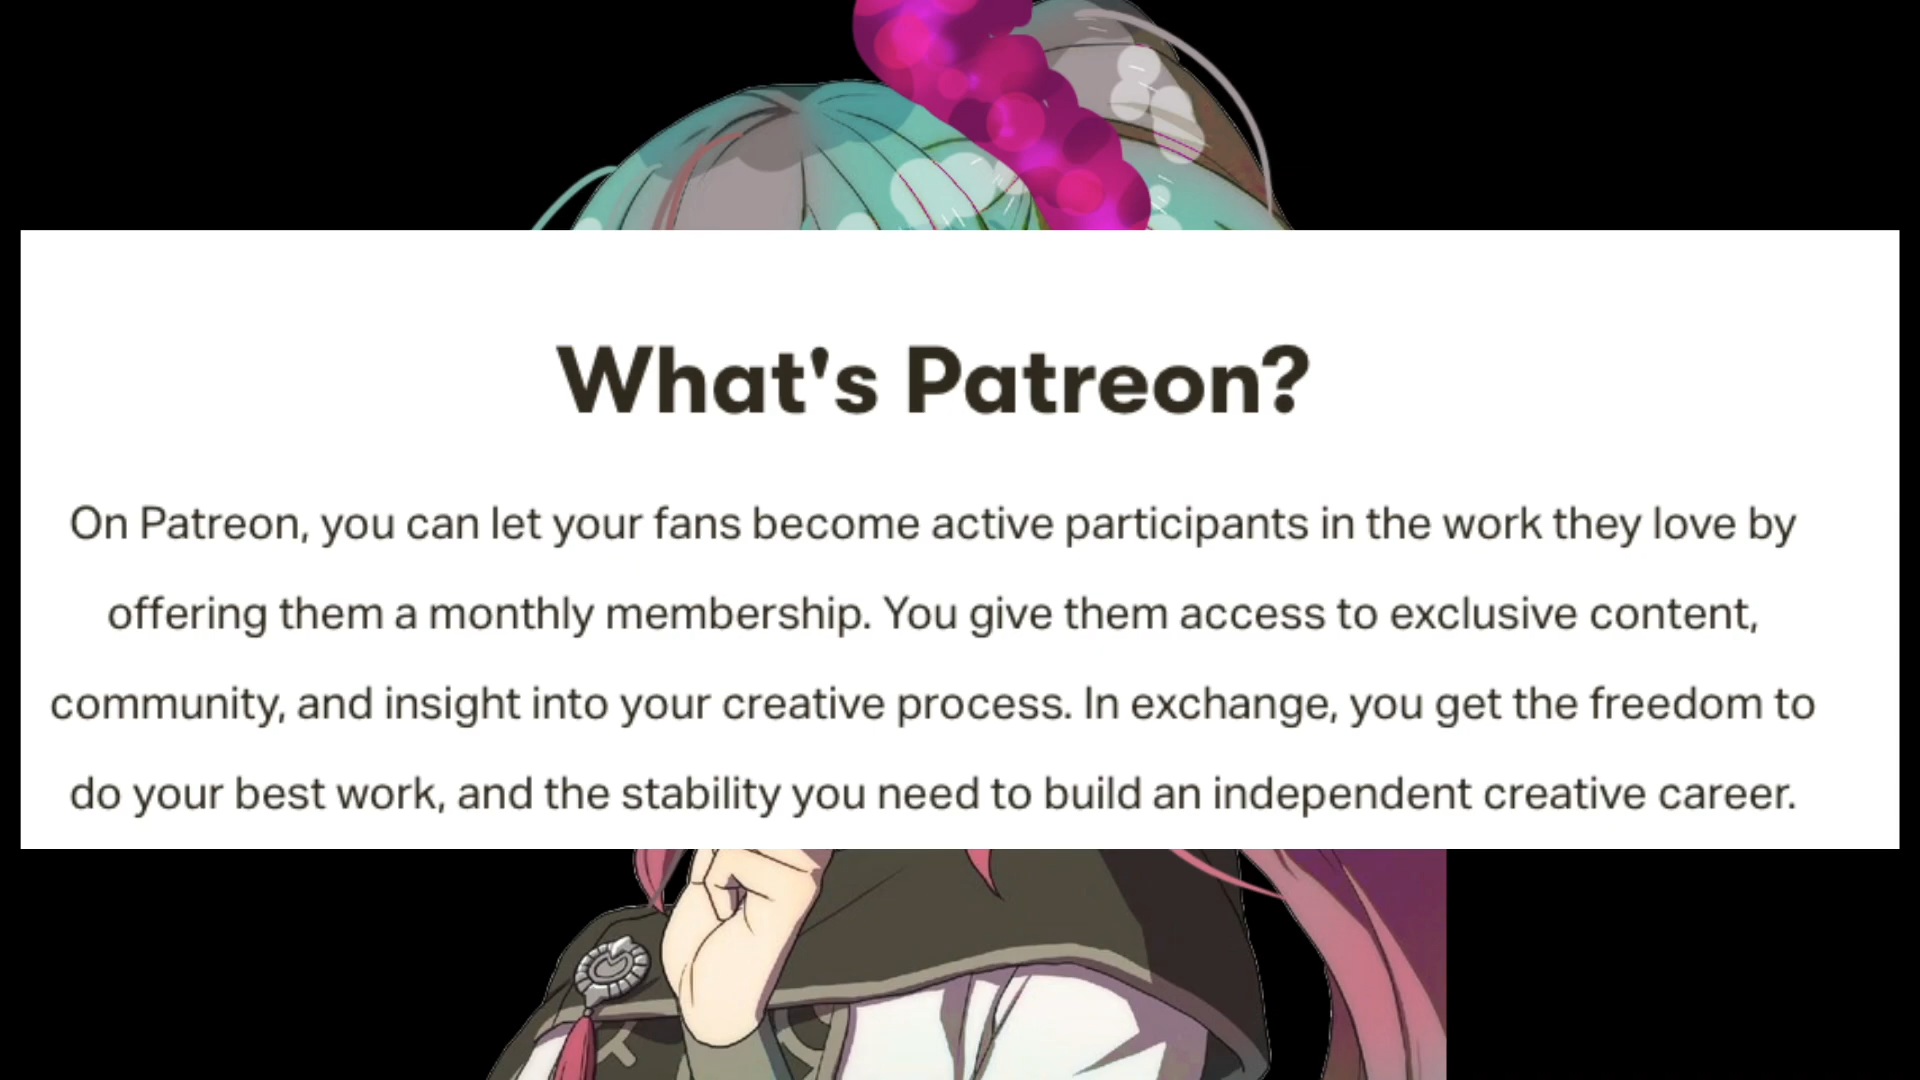 What's Patreon?
On Patreon, you can let your fans become active participants in the work they love by
offering them a monthly membership. You give them access to exclusive content,
community, and insight into your creative process. In exchange, you get the freedom to
do your best work, and the stability you need to build an independent creative career.